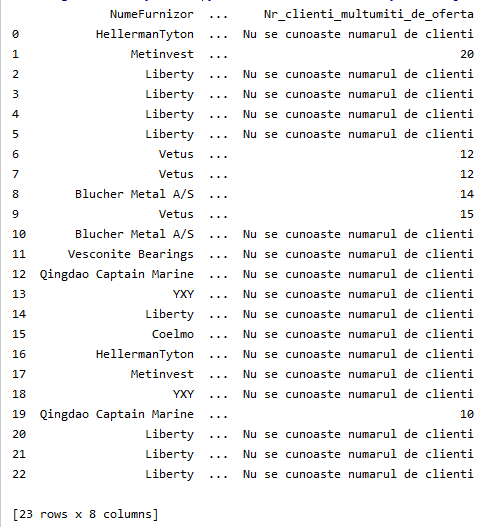 NumeFurnizor ... Nr_clienti_multumiti_de_oferta
0 HellermanTyton ... Nu se cunoaste numarul de clienti
1 Metinvest ... 20
2 Liberty ... Nu se cunoaste numarul de clienti
3 Liberty ... Nu se cunoaste numarul de clienti
4 Liberty ... Nu se cunoaste numarul de clienti
5 Liberty ... Nu se cunoaste numarul de clienti
6 Vetus ... 12
7 Vetus ... 12
8 Blucher Metal A/S ... 14
9 Vetus ... 15
10 Blucher Metal A/S ... Nu se cunoaste numarul de clienti
11 Vesconite Bearings ... Nu se cunoaste numarul de clienti
12 Qingdao Captain Marine ... Nu se cunoaste numarul de clienti
13 YXY ... Nu se cunoaste numarul de clienti
14 Liberty ... Nu se cunoaste numarul de clienti
15 Coelmo ... Nu se cunoaste numarul de clienti
16 HellermanTyton ... Nu se cunoaste numarul de clienti
17 Metinvest ... Nu se cunoaste numarul de clienti
18 YXY ... Nu se cunoaste numarul de clienti
19 Qingdao Captain Marine ... 10
20 Liberty ... Nu se cunoaste numarul de clienti
21 Liberty ... Nu se cunoaste numarul de clienti
22 Liberty ... Nu se cunoaste numarul de clienti
[23 rows x 8 columns]